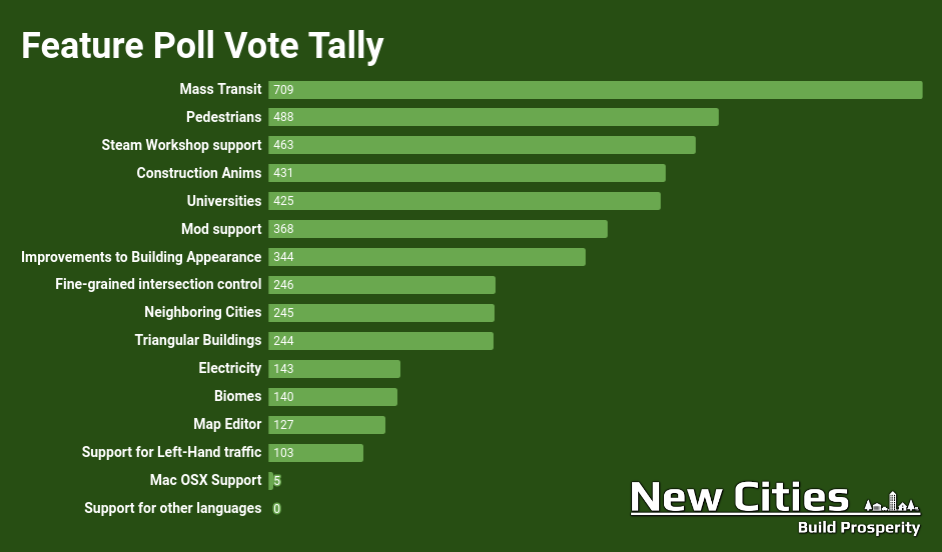 Feature Poll Vote Tally
Mass Transit 709
Pedestrians 488
Steam Workshop support 463
Construction Anims 431
Universities 425
Mod support 368
Improvements to Building Appearance 344
Fine-grained intersection control 246
Neighboring Cities 245
Triangular Buildings 244
Electricity 143
Biomes 140
Map Editor 127
Support for Left-Hand traffic 103
Mac OSX Support 5
Support for other languages 0
New Cities
Build Prosperity